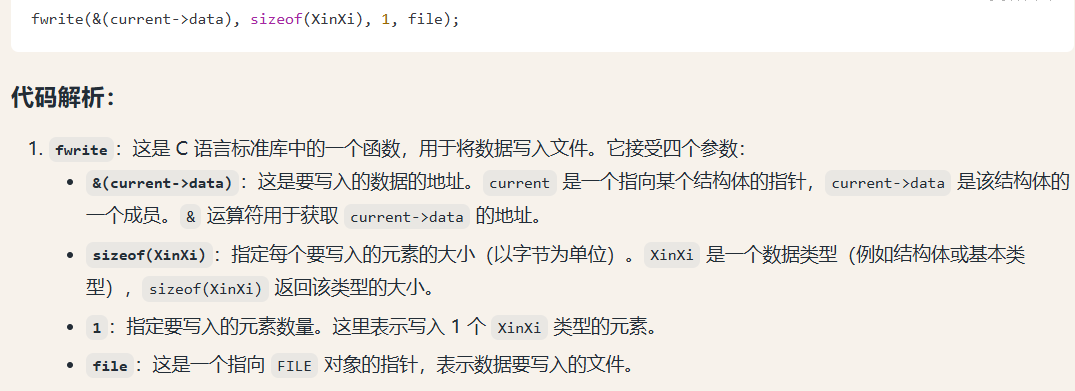 fwrite(&(current->data), sizeof(XinXi), 1, file);
代码解析：
1. fwrite：这是 C 语言标准库中的一个函数，用于将数据写入文件。它接受四个参数：
• &(current->data)：这是要写入的数据的地址。current 是一个指向某个结构体的指针，current->data 是该结构体的
一个成员。& 运算符用于获取 current->data 的地址。
• sizeof(XinXi)：指定每个要写入的元素的大小（以字节为单位）。XinXi 是一个数据类型（例如结构体或基本类
型），sizeof(XinXi) 返回该类型的大小。
• 1：指定要写入的元素数量。这里表示写入 1 个 XinXi 类型的元素。
• file：这是一个指向 FILE 对象的指针，表示数据要写入的文件。